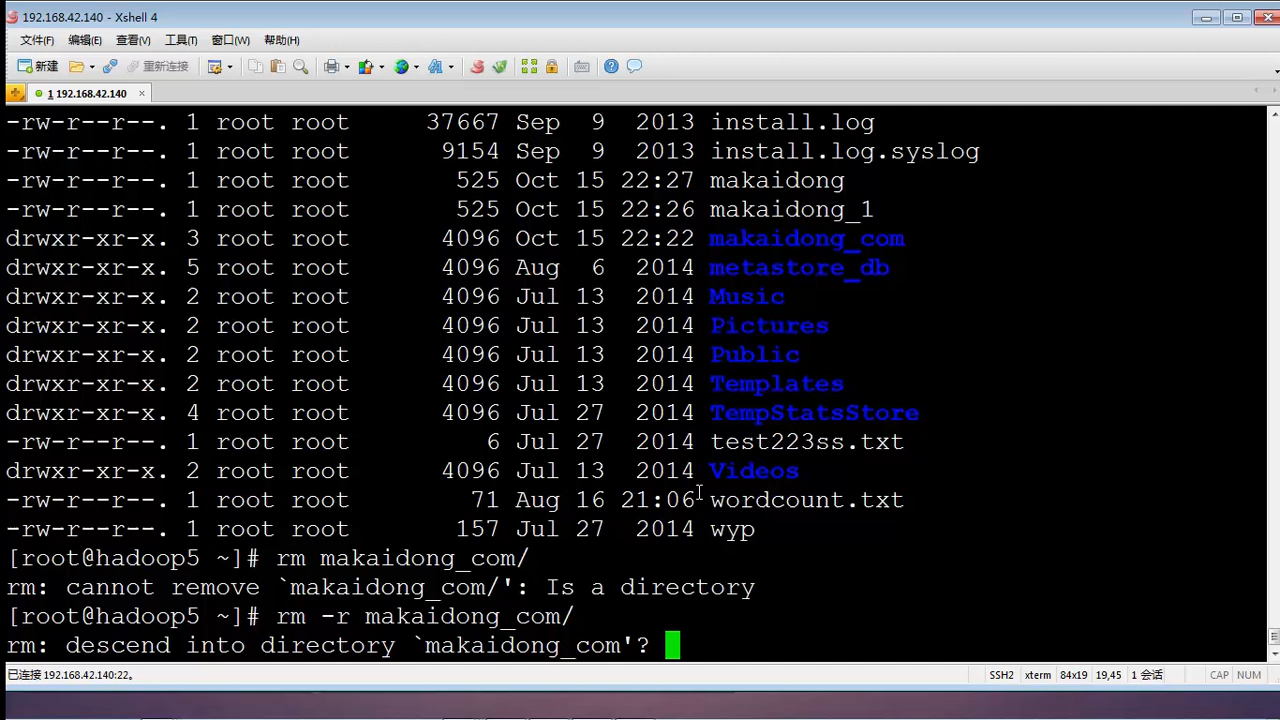 192.168.42.140 - Xshell 4
文件(F) 编辑(E) 查看(V) 工具(T) 窗口(W) 帮助(H)
新建 重新连接
1 192.168.42.140
-rw-r--r--. 1 root root 37667 Sep 9 2013 install.log
-rw-r--r--. 1 root root 9154 Sep 9 2013 install.log.syslog
-rw-r--r--. 1 root root 525 Oct 15 22:27 makaidong
-rw-r--r--. 1 root root 525 Oct 15 22:26 makaidong_1
drwxr-xr-x. 3 root root 4096 Oct 15 22:22 makaidong_com
drwxr-xr-x. 5 root root 4096 Aug 6 2014 metastore_db
drwxr-xr-x. 2 root root 4096 Jul 13 2014 Music
drwxr-xr-x. 2 root root 4096 Jul 13 2014 Pictures
drwxr-xr-x. 2 root root 4096 Jul 13 2014 Public
drwxr-xr-x. 2 root root 4096 Jul 13 2014 Templates
drwxr-xr-x. 4 root root 4096 Jul 27 2014 TempStatsStore
-rw-r--r--. 1 root root 6 Jul 27 2014 test223ss.txt
drwxr-xr-x. 2 root root 4096 Jul 13 2014 Videos
-rw-r--r--. 1 root root 71 Aug 16 21:06 wordcount.txt
-rw-r--r--. 1 root root 157 Jul 27 2014 wyp
[root@hadoop5 ~]# rm makaidong_com/
rm: cannot remove `makaidong_com/': Is a directory
[root@hadoop5 ~]# rm -r makaidong_com/
rm: descend into directory `makaidong_com'?
已连接 192.168.42.140:22。 SSH2 xterm 84x19 19,45 1 会话 CAP NUM